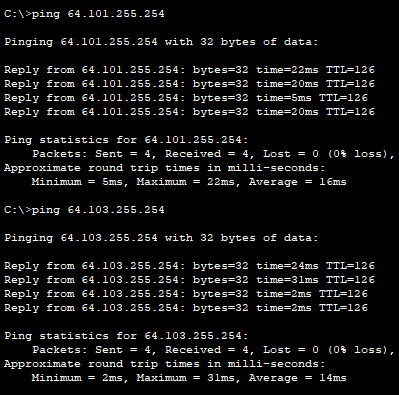 C:\>ping 64.101.255.254
Pinging 64.101.255.254 with 32 bytes of data:
Reply from 64.101.255.254: bytes=32 time=22ms TTL=126
Reply from 64.101.255.254: bytes=32 time=20ms TTL=126
Reply from 64.101.255.254: bytes=32 time=5ms TTL=126
Reply from 64.101.255.254: bytes=32 time=20ms TTL=126
Ping statistics for 64.101.255.254:
Packets: Sent = 4, Received = 4, Lost = 0 (0% loss),
Approximate round trip times in milli-seconds:
Minimum = 5ms, Maximum = 22ms, Average = 16ms
C:\>ping 64.103.255.254
Pinging 64.103.255.254 with 32 bytes of data:
Reply from 64.103.255.254: bytes=32 time=24ms TTL=126
Reply from 64.103.255.254: bytes=32 time=31ms TTL=126
Reply from 64.103.255.254: bytes=32 time=2ms TTL=126
Reply from 64.103.255.254: bytes=32 time=2ms TTL=126
Ping statistics for 64.103.255.254:
Packets: Sent = 4, Received = 4, Lost = 0 (0% loss),
Approximate round trip times in milli-seconds:
Minimum = 2ms, Maximum = 31ms, Average = 14ms